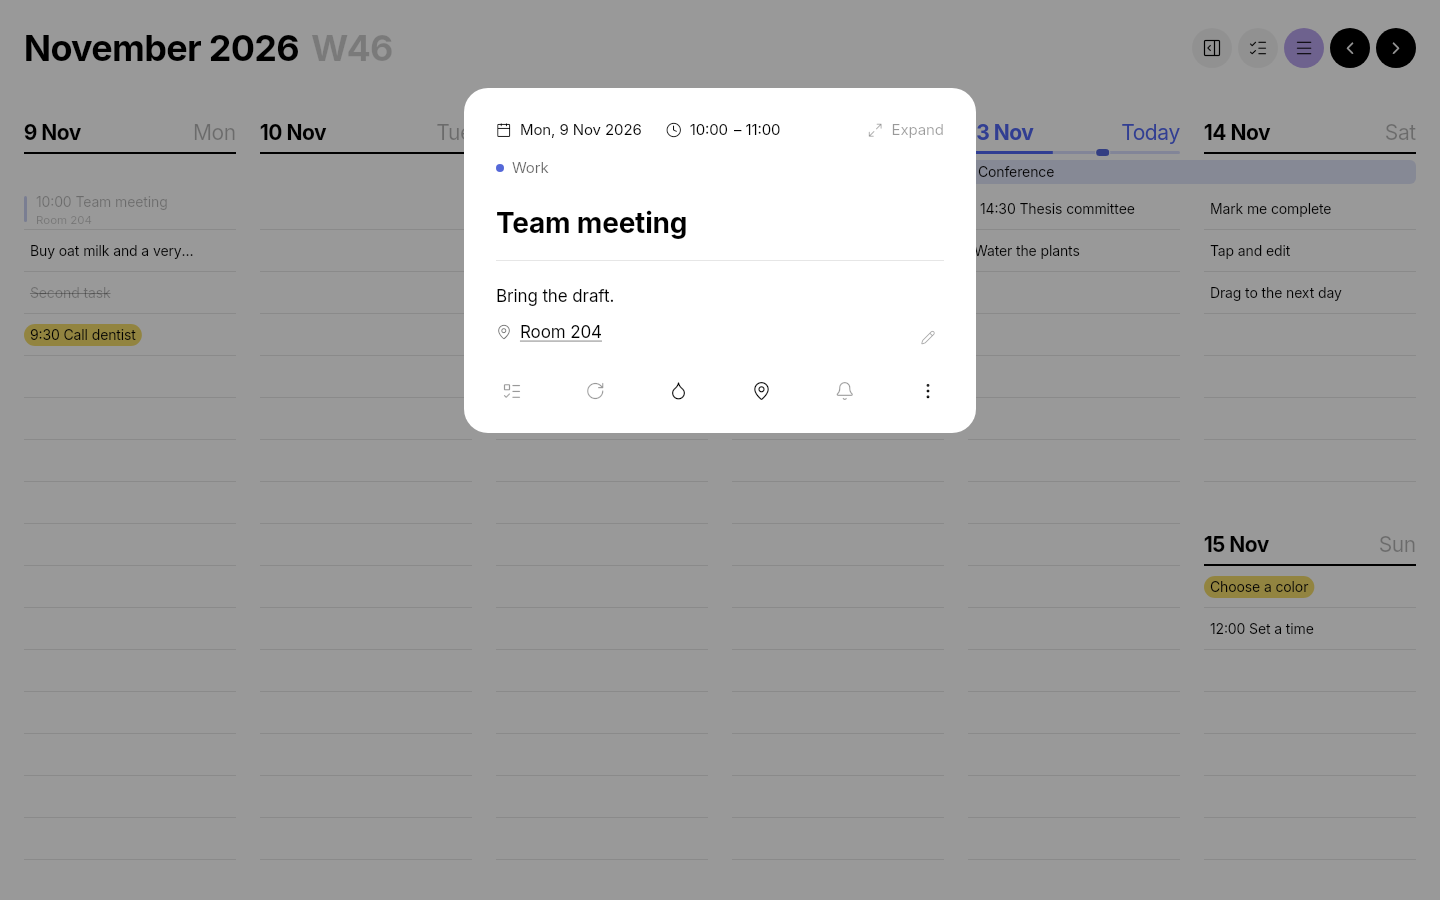 November 2026 W46
9 Nov Mon
10:00 Team meeting
Room 204
Buy oat milk and a very...
Second task
9:30 Call dentist
10 Nov Tue
Mon, 9 Nov 2026 10:00 – 11:00 Expand
Work
Team meeting
Bring the draft.
Room 204
3 Nov Today
Conference
14:30 Thesis committee
Water the plants
14 Nov Sat
Mark me complete
Tap and edit
Drag to the next day
15 Nov Sun
Choose a color
12:00 Set a time